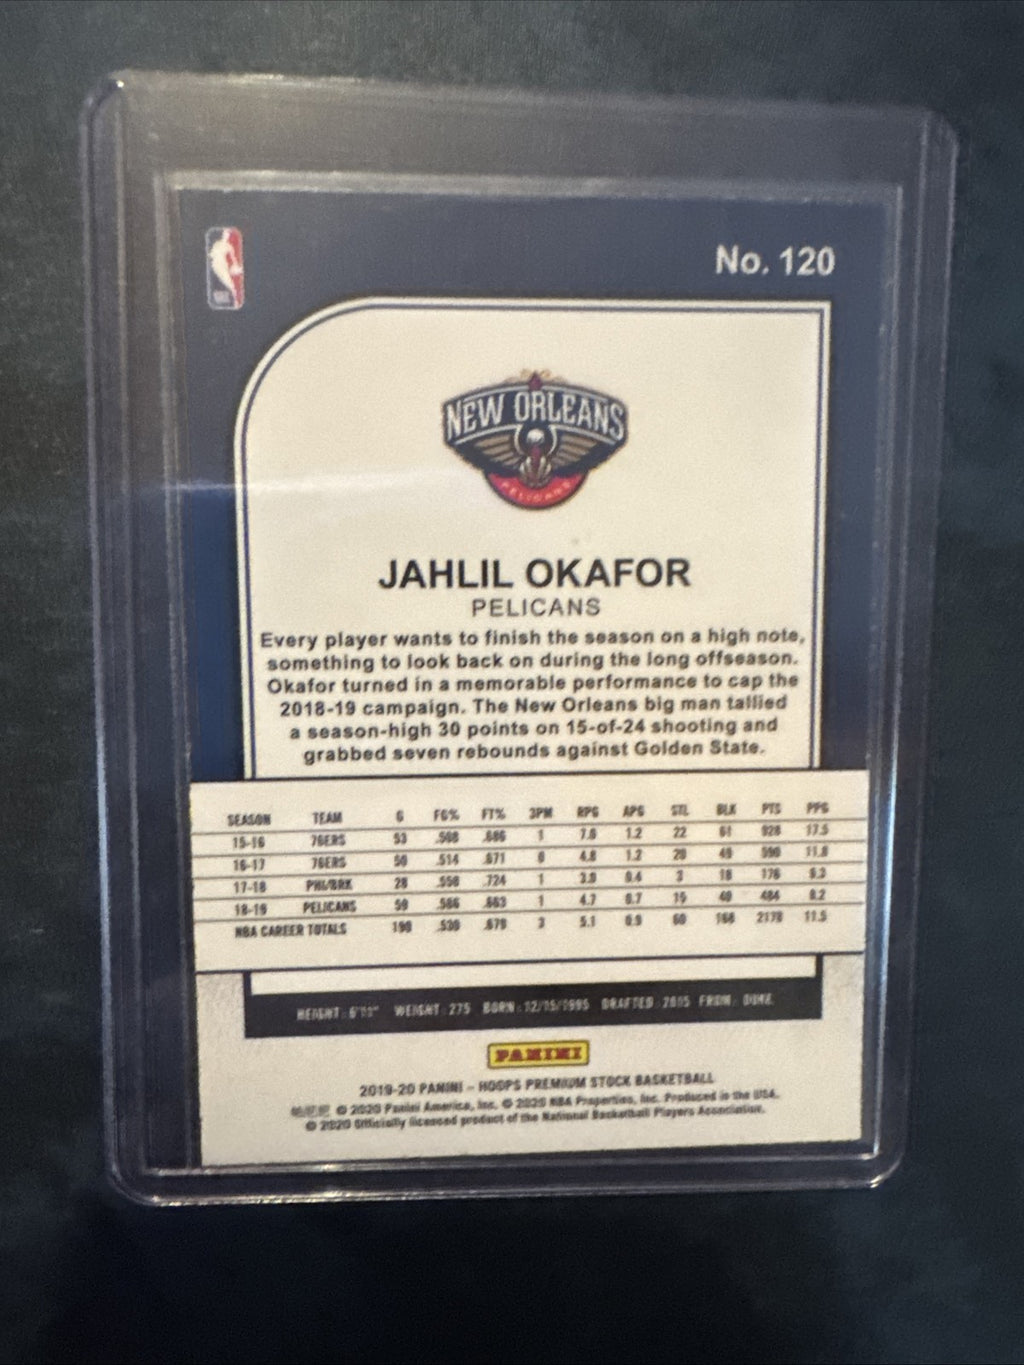 No. 120
NEW ORLEANS
PELICANS
JAHLIL OKAFOR
PELICANS
Every player wants to finish the season on a high note,
something to look back on during the long offseason.
Okafor turned in a memorable performance to cap the
2018-19 campaign. The New Orleans big man tallied
a season-high 30 points on 15-of-24 shooting and
grabbed seven rebounds against Golden State.
SEASON TEAM G FG% FT% 3PM RPG APG STL BLK PTS PPG
15-16 76ERS 53 .508 .686 1 7.0 1.2 22 61 928 17.5
16-17 76ERS 50 .514 .671 0 4.8 1.2 20 49 590 11.8
17-18 PHI/BRK 28 .558 .724 1 3.9 0.4 3 18 176 6.3
18-19 PELICANS 59 .586 .663 1 4.7 0.7 15 40 484 8.2
NBA CAREER TOTALS 190 .539 .679 3 5.1 0.9 60 168 2178 11.5
HEIGHT: 6'11" WEIGHT: 275 BORN: 12/15/1995 DRAFTED: 2015 FROM: DUKE
PANINI
2019-20 PANINI – HOOPS PREMIUM STOCK BASKETBALL
© 2020 Panini America, Inc. © 2020 NBA Properties, Inc. Produced in the USA.
© 2020 Officially licensed product of the National Basketball Players Association.